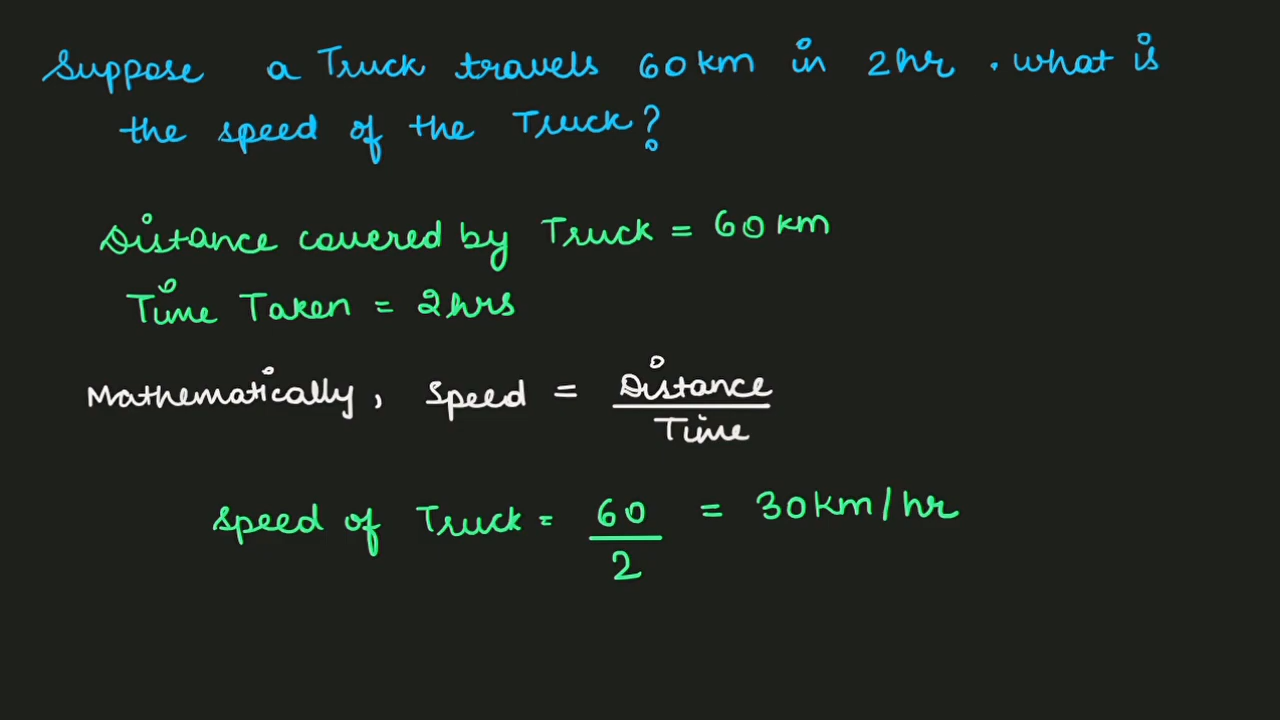 Suppose a Truck travels 60 km in 2 hr . what is
the speed of the Truck?
Distance covered by Truck = 60 km
Time Taken = 2 hrs
Mathematically, Speed = Distance / Time
Speed of Truck = 60 / 2 = 30 km/hr